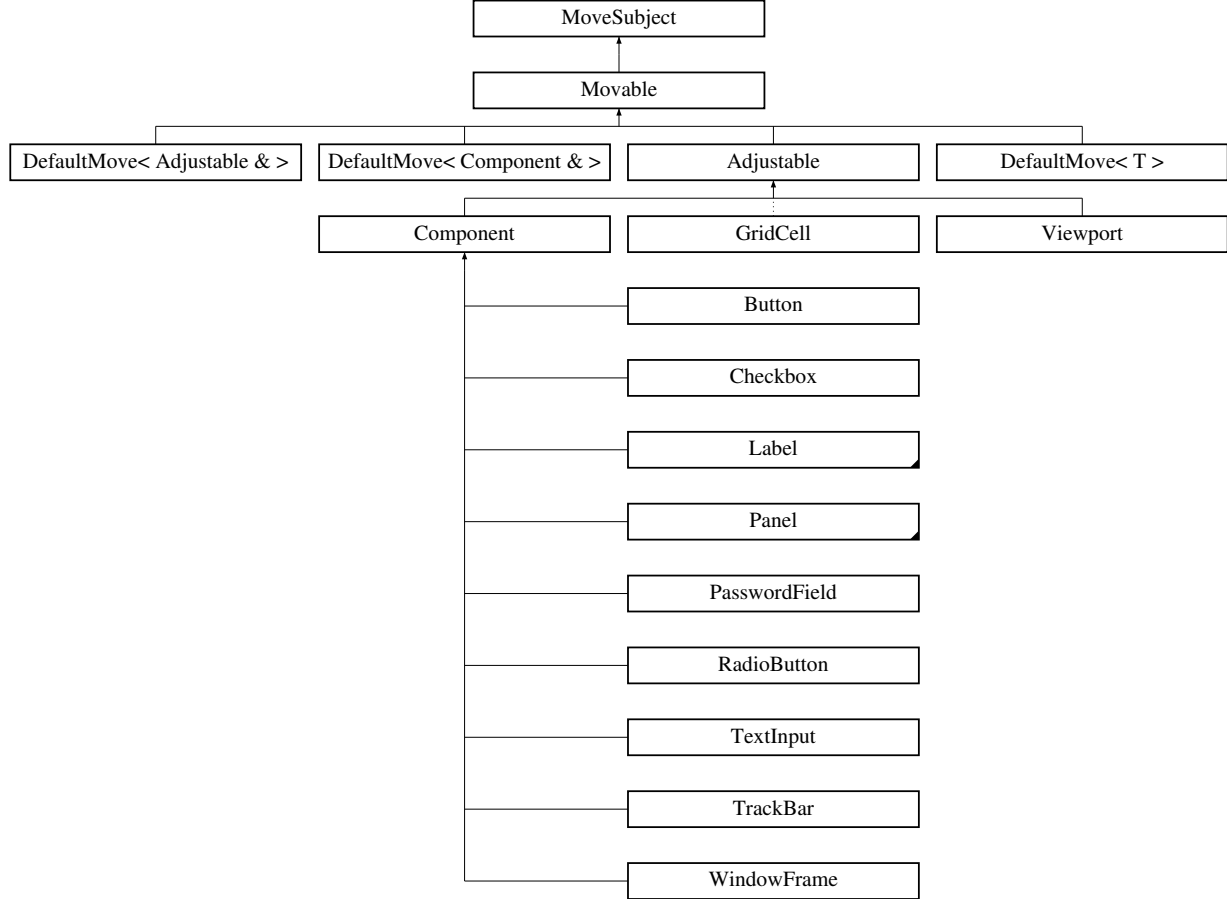 MoveSubject
Movable
DefaultMove< Adjustable & >
DefaultMove< Component & >
Adjustable
DefaultMove< T >
Component
GridCell
Viewport
Button
Checkbox
Label
Panel
PasswordField
RadioButton
TextInput
TrackBar
WindowFrame